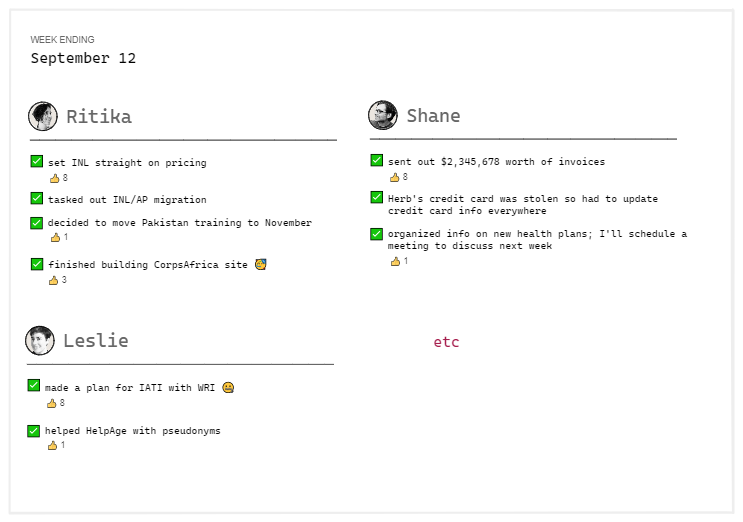 WEEK ENDING
September 12
Ritika
✅ set INL straight on pricing
👍 8
✅ tasked out INL/AP migration
✅ decided to move Pakistan training to November
👍 1
✅ finished building CorpsAfrica site 🥳
👍 3
Shane
✅ sent out $2,345,678 worth of invoices
👍 8
✅ Herb's credit card was stolen so had to update
credit card info everywhere
✅ organized info on new health plans; I'll schedule a
meeting to discuss next week
👍 1
Leslie
✅ made a plan for IATI with WRI 😬
👍 8
✅ helped HelpAge with pseudonyms
👍 1
etc